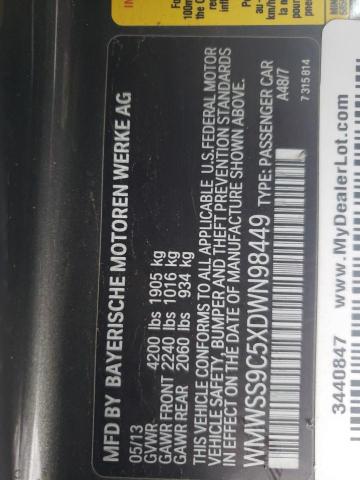 MFD BY BAYERISCHE MOTOREN WERKE AG
05/13
GVWR 4200 lbs 1905 kg
GAWR FRONT 2240 lbs 1016 kg
GAWR REAR 2060 lbs 934 kg
THIS VEHICLE CONFORMS TO ALL APPLICABLE U.S.FEDERAL MOTOR
VEHICLE SAFETY, BUMPER AND THEFT PREVENTION STANDARDS
IN EFFECT ON THE DATE OF MANUFACTURE SHOWN ABOVE.
WMWSS9C5XDWN98449 TYPE: PASSENGER CAR
A48/7
7 315 814
3440847 www.MyDealerLot.com